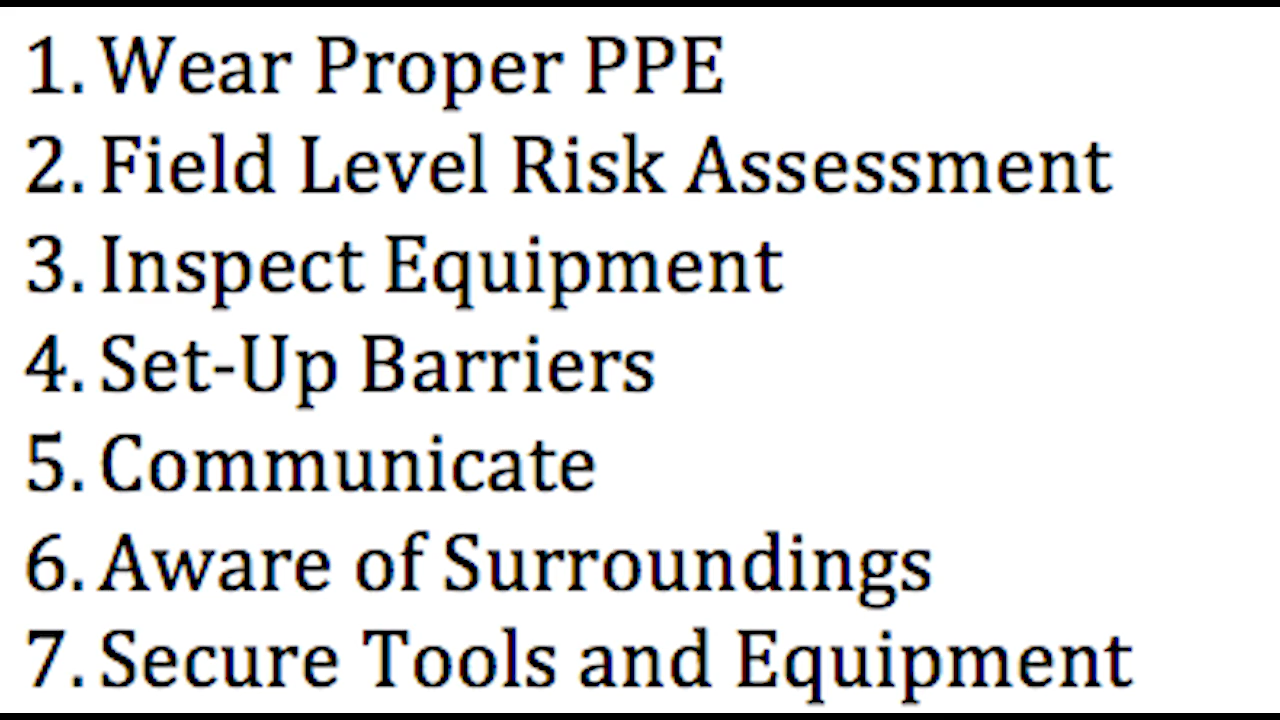 1. Wear Proper PPE
2. Field Level Risk Assessment
3. Inspect Equipment
4. Set-Up Barriers
5. Communicate
6. Aware of Surroundings
7. Secure Tools and Equipment